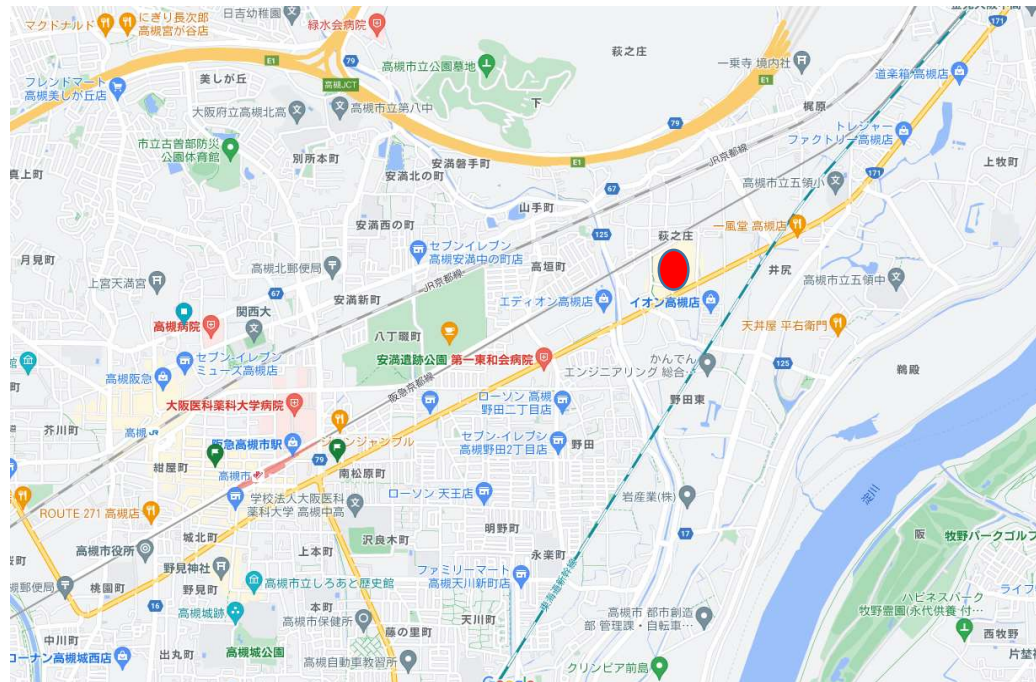 マクドナルド
にぎり長次郎
高槻宮が谷店
日吉幼稚園
緑水会病院
萩之庄
171
E1
79
高槻JCT
高槻市公園墓地
一乗寺 境内社
E1
道楽箱 高槻店
フレンドマート
高槻美しが丘店
美しが丘
大阪府立高槻北高
高槻市立第八中
下
梶原
79
トレジャー
ファクトリー高槻店
市立古曽部防災
公園体育館
別所本町
安満磐手町
E1
JR京都線
上牧町
真上町
安満北の町
67
高槻市立五領小
171
山手町
安満西の町
125
萩之庄
一風堂 高槻店
月見町
セブン-イレブン
高槻安満中の町店
高槻北郵便局
高垣町
井尻
上宮天満宮
67
JR京都線
125
高槻市立五領中
安満新町
エディオン高槻店
イオン高槻店
関西大
高槻病院
八丁畷町
天丼屋 平右衛門
安満遺跡公園
第一東和会病院
かんでん
エンジニアリング 総合…
鵜殿
セブン-イレブン
ミューズ高槻店
高槻阪急
阪急京都線
野田東
大阪医科薬科大学病院
ローソン 高槻
野田二丁目店
芥川町
高槻 JR
ジャンジャンブル
阪急高槻市駅
セブン-イレブン
高槻野田2丁目店
野田
紺屋町
高槻市
79
南松原町
淀川
学校法人大阪医科
薬科大学 高槻中高
ローソン 天王店
岩産業(株)
ROUTE 271 高槻店
城北町
明野町
17
阪
牧野パークゴルフ
高槻市役所
上本町
沢良木町
永楽町
東海道新幹線
野見神社
ファミリーマート
高槻天川新町店
桃園町
野見町
高槻市立しろあと歴史館
ハピネスパーク
牧野霊園(永代供養 付…
16
高槻城跡
本町
高槻市保健所
天川町
高槻市 都市創造
部 管理課・自転車…
中川町
藤の里町
西牧野
コーナン高槻城西店
出丸町
高槻城公園
高槻自動車教習所
クリンピア前島
Google